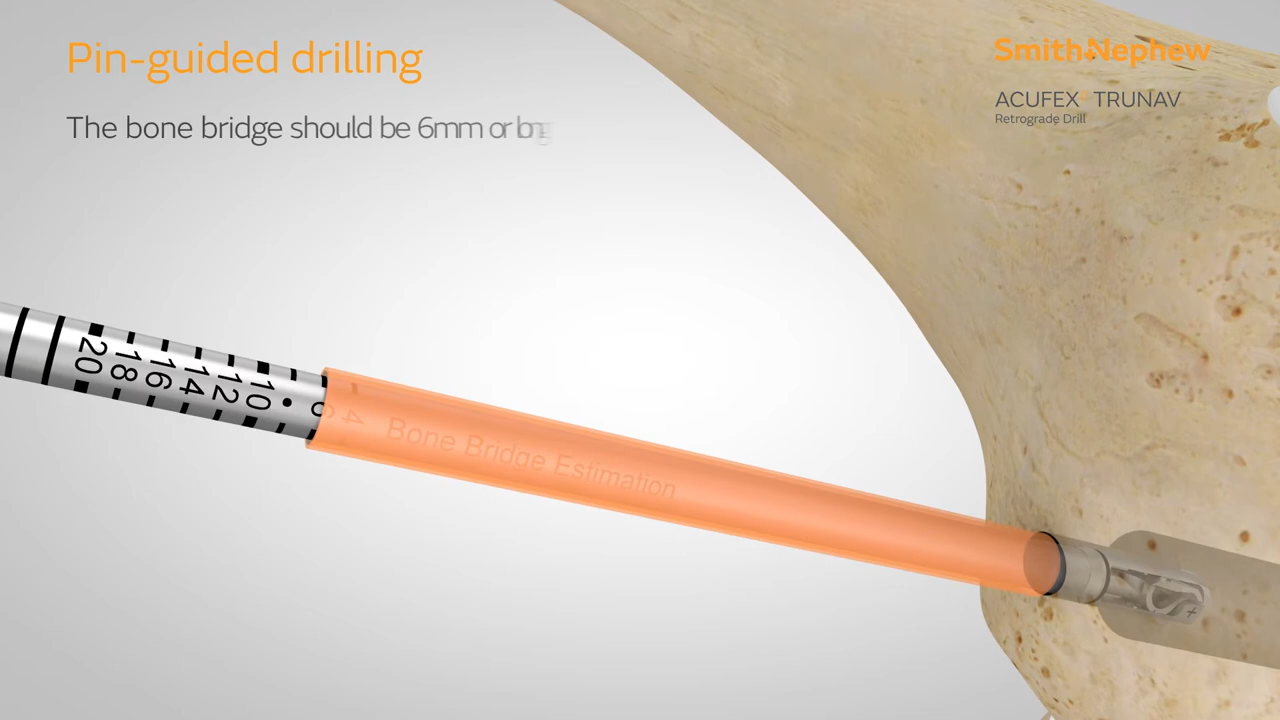 Pin-guided drilling
Smith+Nephew
The bone bridge should be 6mm or
ACUFEX TRUNAV
Retrograde Drill
20 18 16 14 12 10
4 Bone Bridge Estimation